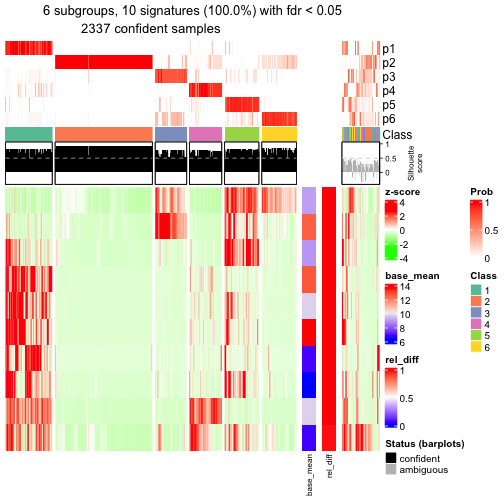 6 subgroups, 10 signatures (100.0%) with fdr < 0.05
2337 confident samples
p1
p2
p3
p4
p5
p6
Class
1
0.5
0
Silhouette
score
z-score
4
2
0
-2
-4
base_mean
14
12
10
8
6
rel_diff
1
0.5
0
Prob
1
0.5
0
Class
1
2
3
4
5
6
Status (barplots)
confident
ambiguous
base_mean
rel_diff